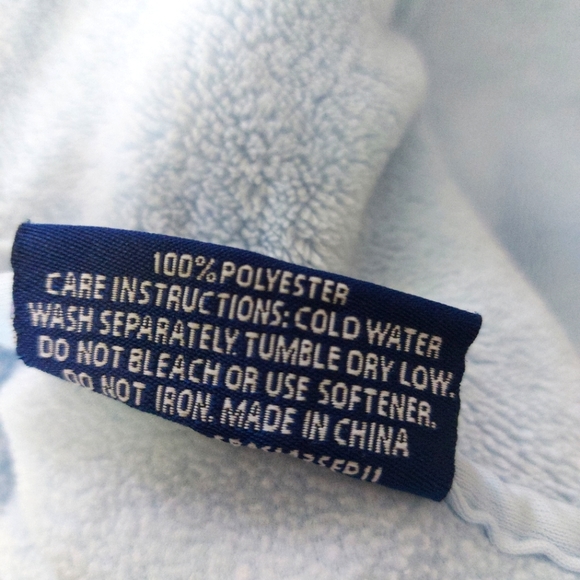 100% POLYESTER
CARE INSTRUCTIONS: COLD WATER
WASH SEPARATELY. TUMBLE DRY LOW.
DO NOT BLEACH OR USE SOFTENER.
DO NOT IRON. MADE IN CHINA